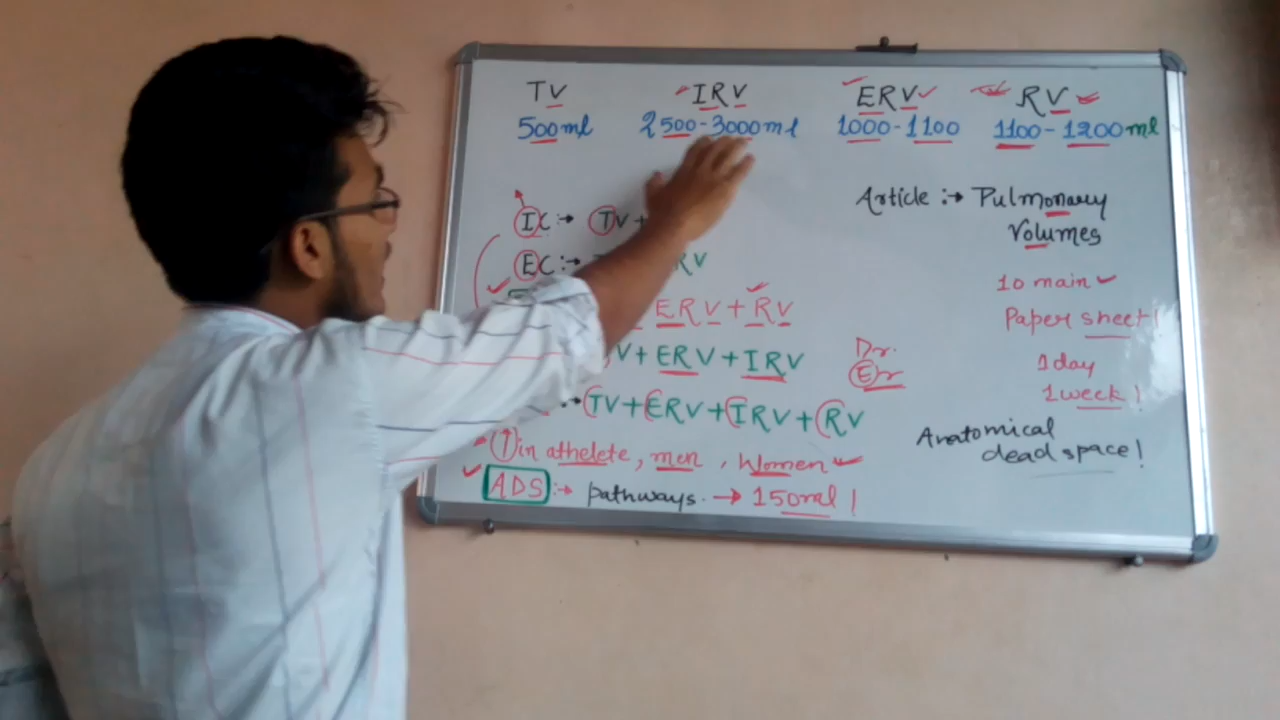 TV IRV ERV RV
500ml 2500-3000ml 1000-1100 1100-1200ml
Article :→ Pulmonary
Volumes
IC :→ TV +
EC :→ RV
ERV + RV
V + ERV + IRV
:→ TV + ERV + IRV + RV
(↑) in athelete, men, Women
ADS :→ pathways. → 150ml!
10 main
Paper sheet!
Dr.
Er
1day
1week!
Anatomical
dead space!